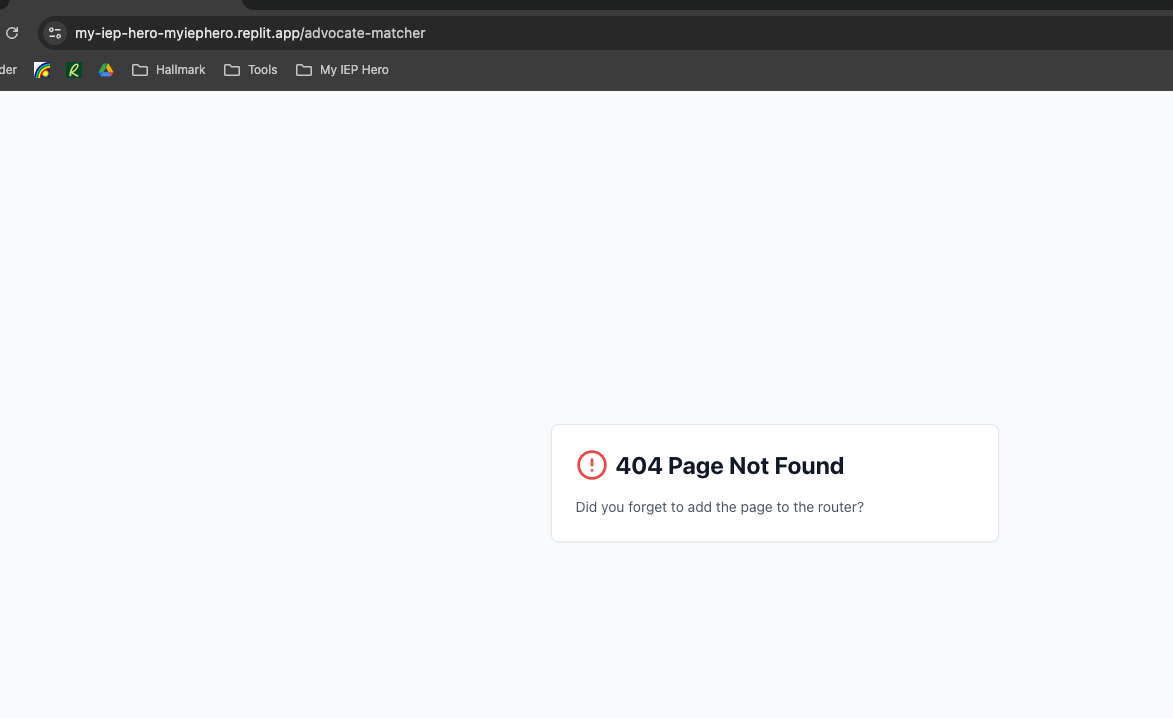 my-iep-hero-myiephero.replit.app/advocate-matcher
der Hallmark Tools My IEP Hero
404 Page Not Found
Did you forget to add the page to the router?